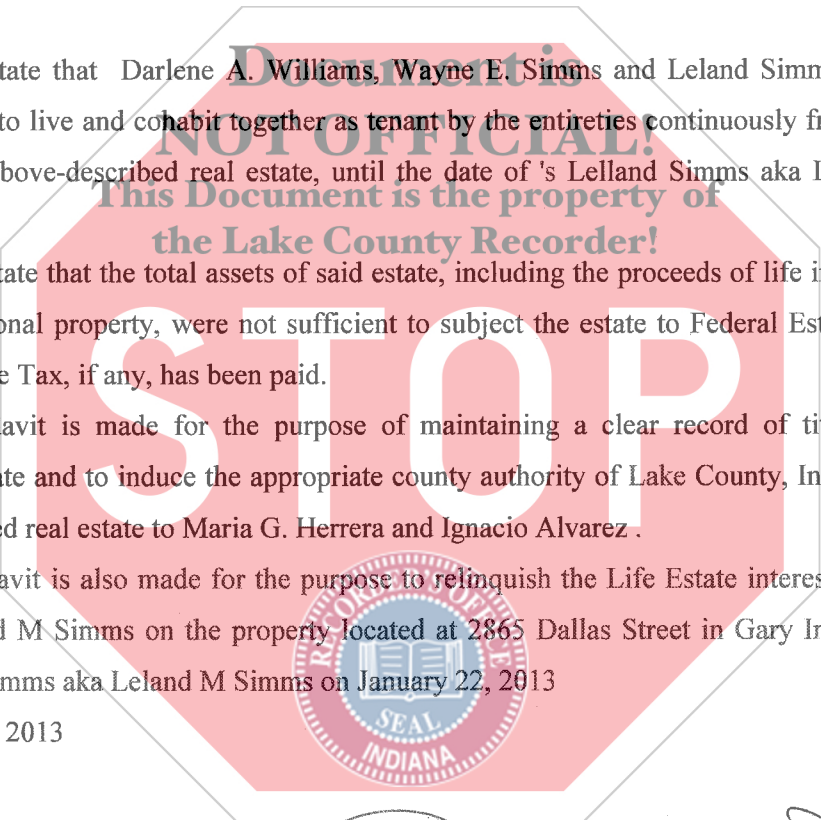 Document is
tate that Darlene A. Williams, Wayne E. Simms and Leland Simm
NOT OFFICIAL!
to live and cohabit together as tenant by the entireties continuously fr
bove-described real estate, until the date of 's Lelland Simms aka L
This Document is the property of
the Lake County Recorder!
tate that the total assets of said estate, including the proceeds of life i
onal property, were not sufficient to subject the estate to Federal Est
e Tax, if any, has been paid.
STOP
avit is made for the purpose of maintaining a clear record of ti
ate and to induce the appropriate county authority of Lake County, In
ed real estate to Maria G. Herrera and Ignacio Alvarez .
avit is also made for the purpose to relinquish the Life Estate interes
d M Simms on the property located at 2865 Dallas Street in Gary In
mms aka Leland M Simms on January 22, 2013
2013
SEAL
INDIANA